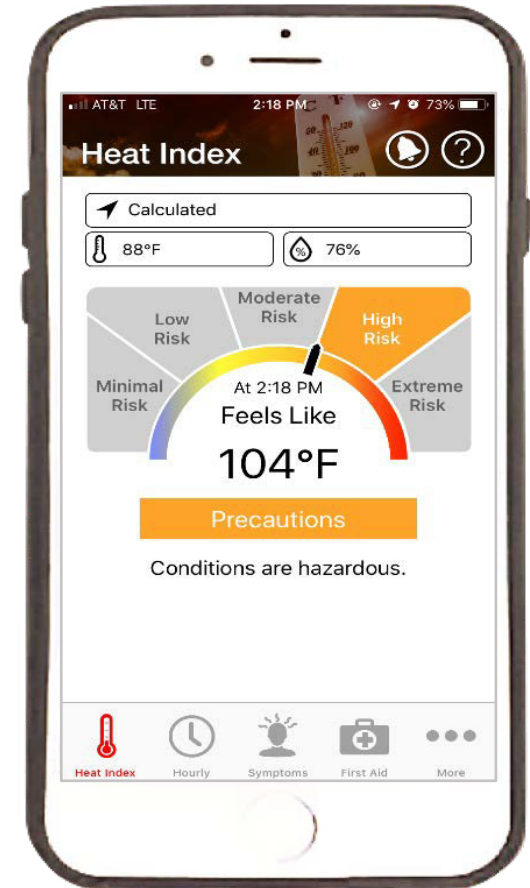 AT&T LTE 2:18 PM 73%
Heat Index
?
Calculated
88°F
% 76%
Minimal
Risk
Low
Risk
Moderate
Risk
High
Risk
Extreme
Risk
At 2:18 PM
Feels Like
104°F
Precautions
Conditions are hazardous.
Heat Index Hourly Symptoms First Aid More